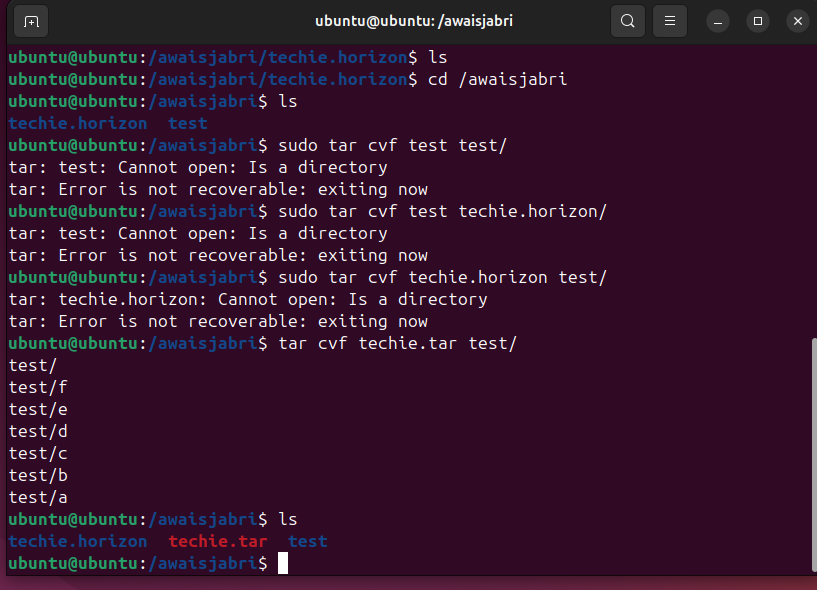 ubuntu@ubuntu: /awaisjabri
ubuntu@ubuntu:/awaisjabri/techie.horizon$ ls
ubuntu@ubuntu:/awaisjabri/techie.horizon$ cd /awaisjabri
ubuntu@ubuntu:/awaisjabri$ ls
techie.horizon  test
ubuntu@ubuntu:/awaisjabri$ sudo tar cvf test test/
tar: test: Cannot open: Is a directory
tar: Error is not recoverable: exiting now
ubuntu@ubuntu:/awaisjabri$ sudo tar cvf test techie.horizon/
tar: test: Cannot open: Is a directory
tar: Error is not recoverable: exiting now
ubuntu@ubuntu:/awaisjabri$ sudo tar cvf techie.horizon test/
tar: techie.horizon: Cannot open: Is a directory
tar: Error is not recoverable: exiting now
ubuntu@ubuntu:/awaisjabri$ tar cvf techie.tar test/
test/
test/f
test/e
test/d
test/c
test/b
test/a
ubuntu@ubuntu:/awaisjabri$ ls
techie.horizon  techie.tar  test
ubuntu@ubuntu:/awaisjabri$